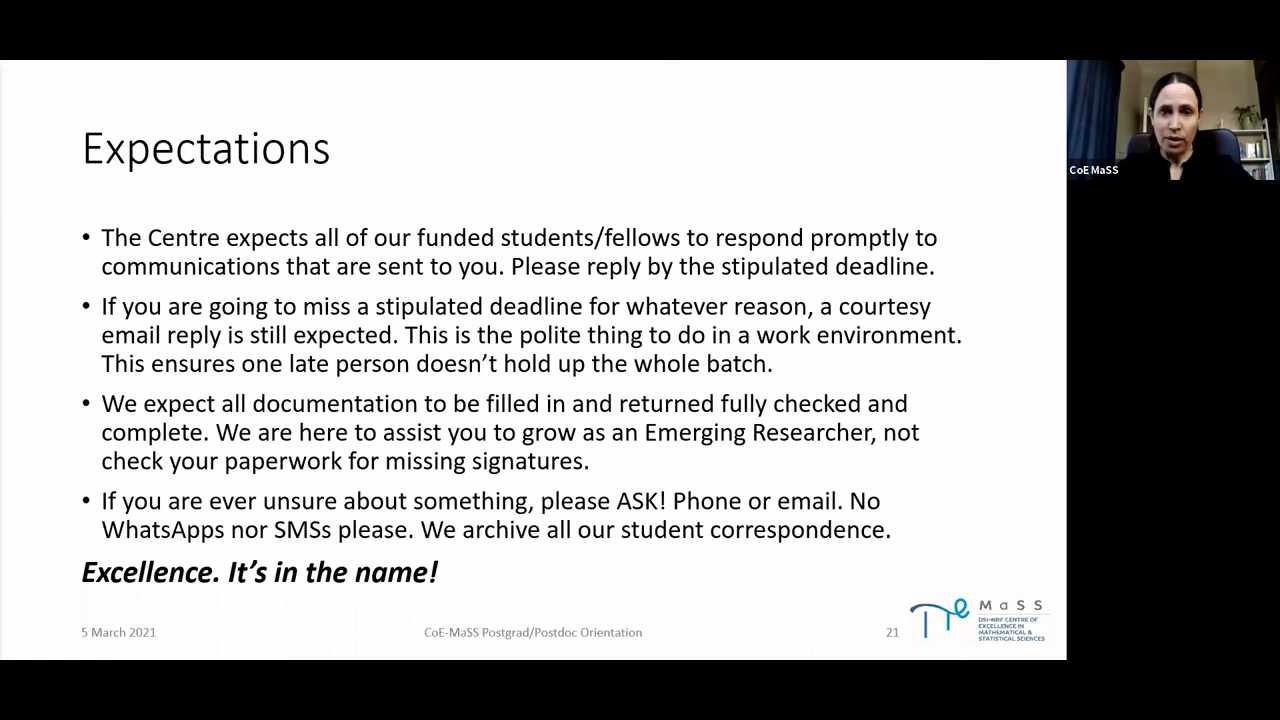 Expectations
• The Centre expects all of our funded students/fellows to respond promptly to
communications that are sent to you. Please reply by the stipulated deadline.
• If you are going to miss a stipulated deadline for whatever reason, a courtesy
email reply is still expected. This is the polite thing to do in a work environment.
This ensures one late person doesn’t hold up the whole batch.
• We expect all documentation to be filled in and returned fully checked and
complete. We are here to assist you to grow as an Emerging Researcher, not
check your paperwork for missing signatures.
• If you are ever unsure about something, please ASK! Phone or email. No
WhatsApps nor SMSs please. We archive all our student correspondence.
Excellence. It’s in the name!
5 March 2021
CoE-MaSS Postgrad/Postdoc Orientation
21
MaSS
DSI-NRF CENTRE OF
EXCELLENCE IN
MATHEMATICAL &
STATISTICAL SCIENCES
CoE MaSS